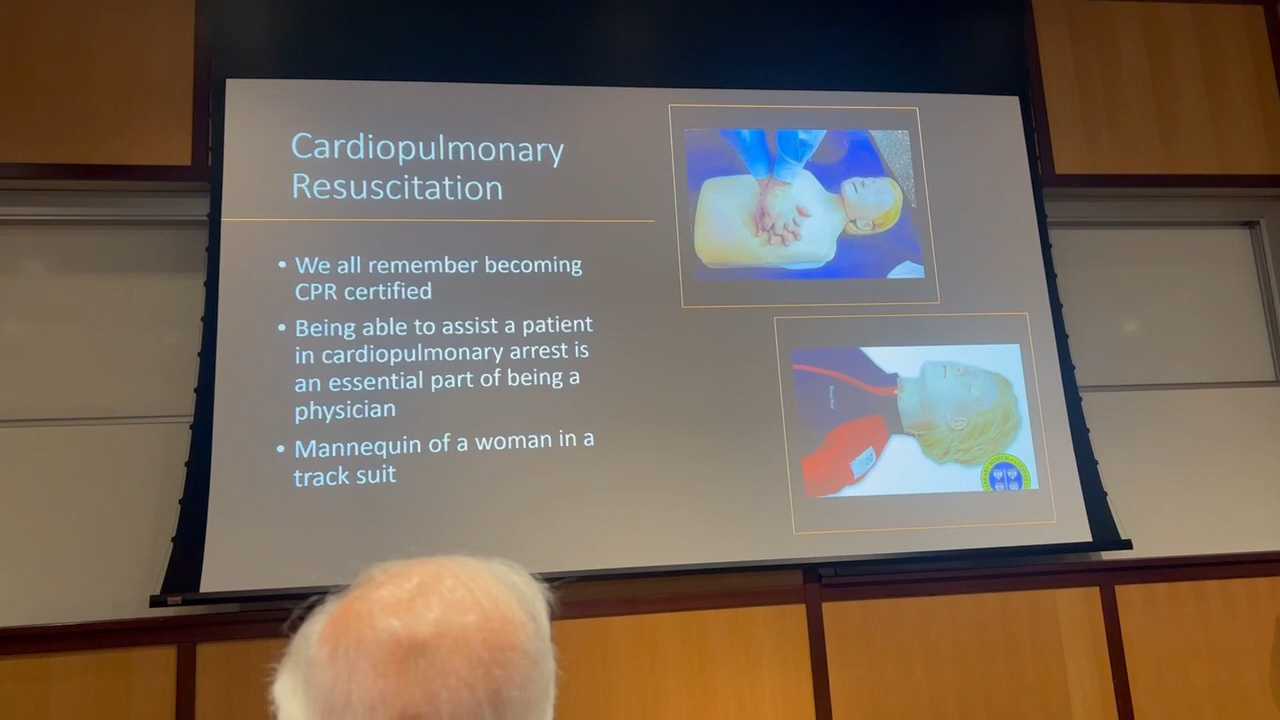 Cardiopulmonary
Resuscitation
• We all remember becoming
CPR certified
• Being able to assist a patient
in cardiopulmonary arrest is
an essential part of being a
physician
• Mannequin of a woman in a
track suit